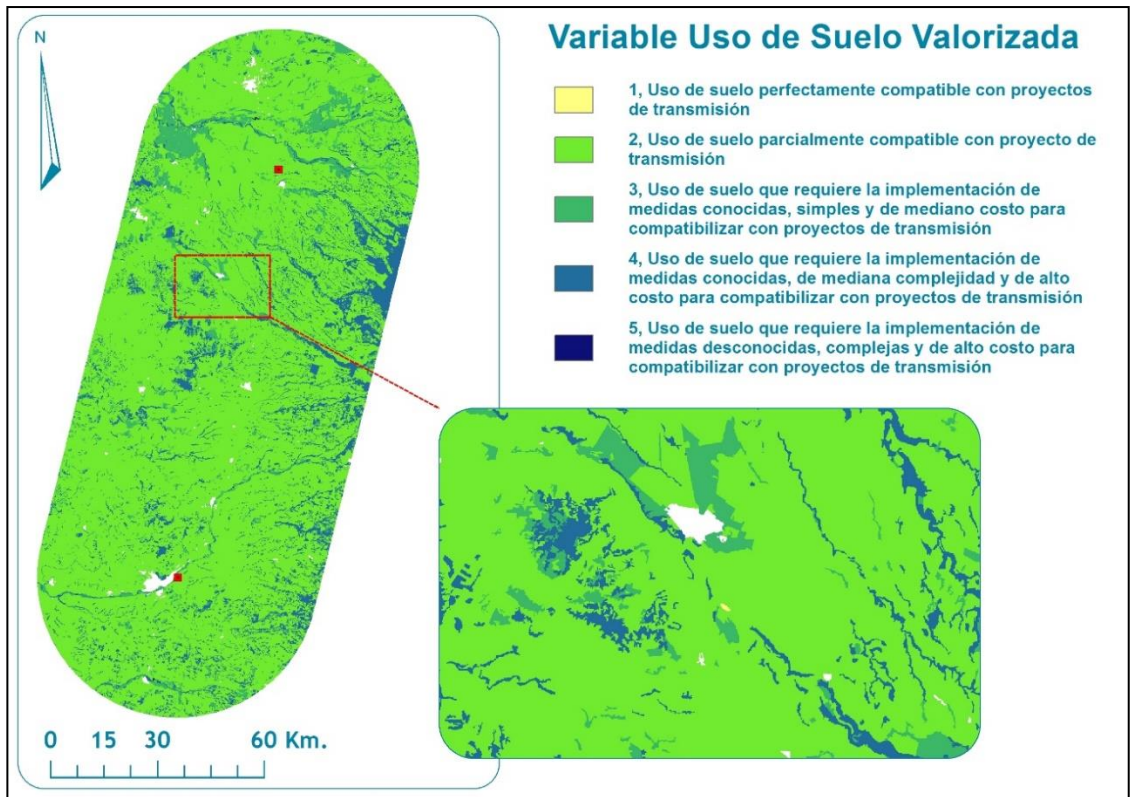 N
Variable Uso de Suelo Valorizada
1, Uso de suelo perfectamente compatible con proyectos
de transmisión
2, Uso de suelo parcialmente compatible con proyecto de
transmisión
3, Uso de suelo que requiere la implementación de
medidas conocidas, simples y de mediano costo para
compatibilizar con proyectos de transmisión
4, Uso de suelo que requiere la implementación de
medidas conocidas, de mediana complejidad y de alto
costo para compatibilizar con proyectos de transmisión
5, Uso de suelo que requiere la implementación de
medidas desconocidas, complejas y de alto costo para
compatibilizar con proyectos de transmisión
0 15 30 60 Km.